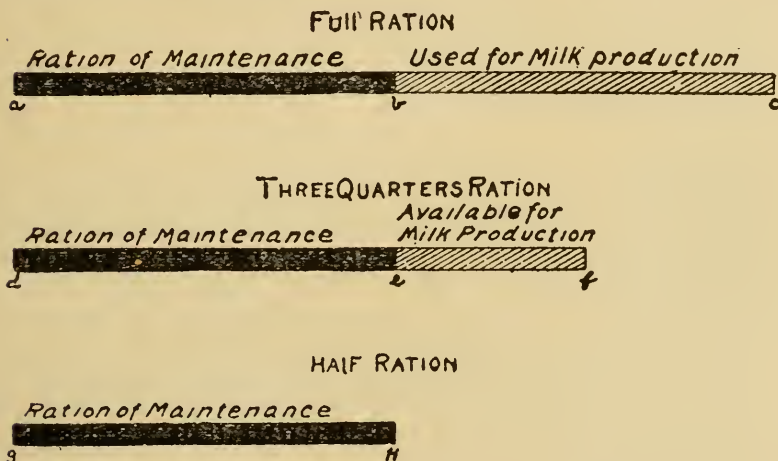 FULL RATION
Ration of Maintenance Used for Milk production
a b c
THREE QUARTERS RATION
Available for
Ration of Maintenance Milk Production
d e f
HALF RATION
Ration of Maintenance
g H